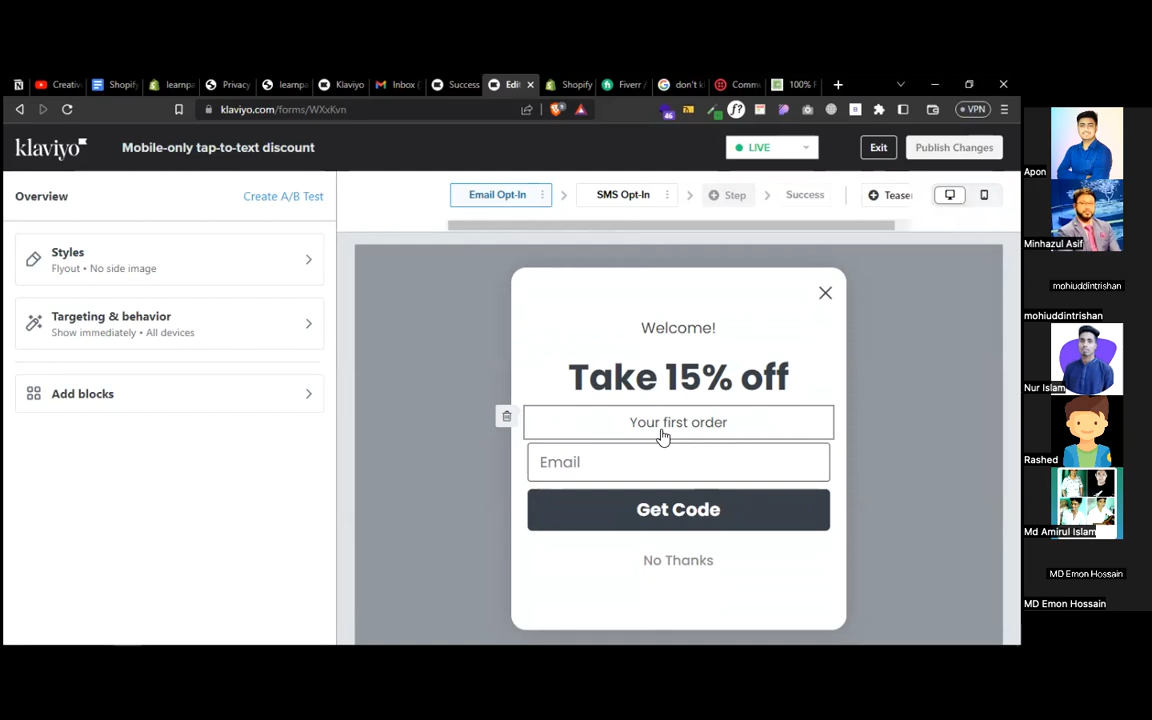 Creativ
Shopify
learnpa
Privacy
learnpa
Klaviyo
Inbox (
Success
Edit
Shopify
Fiverr /
don't k
Commu
100% F
klaviyo.com/forms/WXxKvn
46
VPN
klaviyo
Mobile-only tap-to-text discount
LIVE
Exit
Publish Changes
Overview
Create A/B Test
Email Opt-In
SMS Opt-In
Step
Success
Teaser
Styles
Flyout • No side image
Targeting & behavior
Show immediately • All devices
Add blocks
Welcome!
Take 15% off
Your first order
Email
Get Code
No Thanks
Apon
Minhazul Asif
mohiuddintrishan
mohiuddintrishan
Nur Islam
Rashed
Md Amirul Islam
MD Emon Hossain
MD Emon Hossain